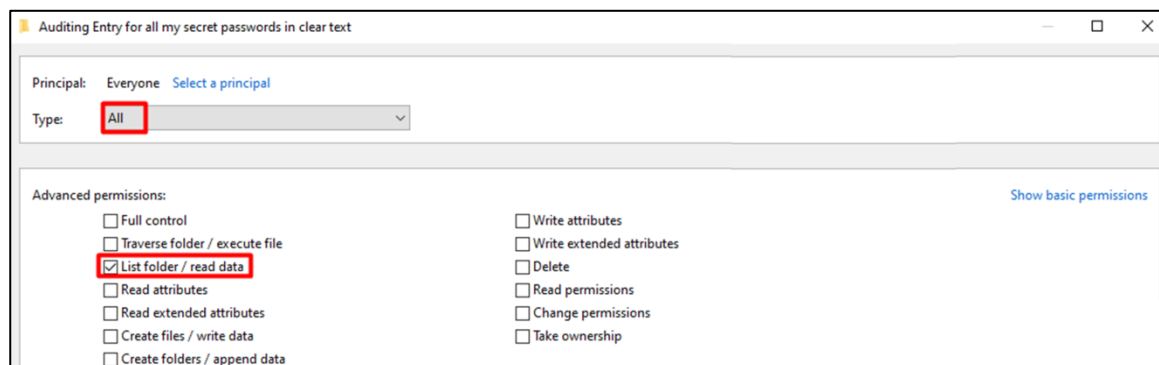 Auditing Entry for all my secret passwords in clear text
Principal: Everyone Select a principal
Type: All
Advanced permissions: Show basic permissions
Full control Write attributes
Traverse folder / execute file Write extended attributes
List folder / read data Delete
Read attributes Read permissions
Read extended attributes Change permissions
Create files / write data Take ownership
Create folders / append data